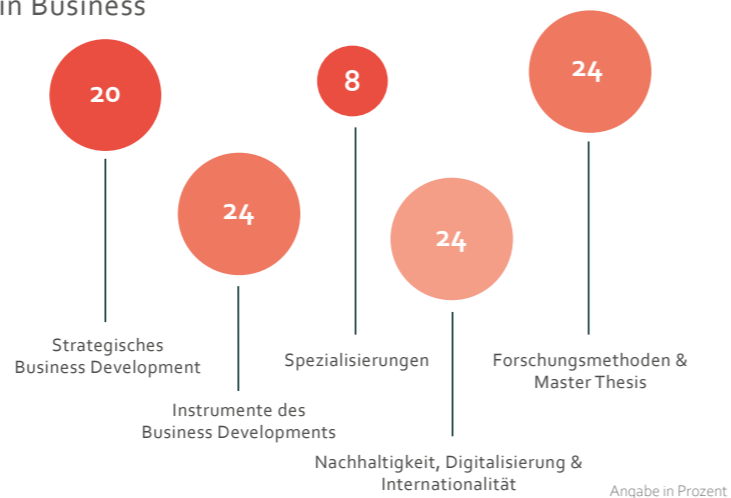 in Business
20
8
24
24
24
Strategisches
Business Development
Spezialisierungen
Forschungsmethoden &
Master Thesis
Instrumente des
Business Developments
Nachhaltigkeit, Digitalisierung &
Internationalität
Angabe in Prozent